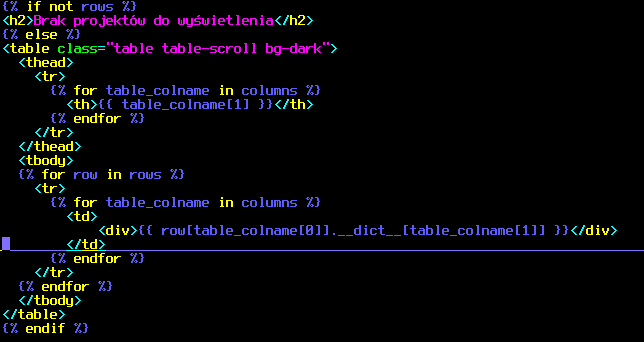 {% if not rows %}
<h2>Brak projektów do wyświetlenia</h2>
{% else %}
<table class="table table-scroll bg-dark">
  <thead>
    <tr>
      {% for table_colname in columns %}
        <th>{{ table_colname[1] }}</th>
      {% endfor %}
    </tr>
  </thead>
  <tbody>
  {% for row in rows %}
    <tr>
      {% for table_colname in columns %}
        <td>
            <div>{{ row[table_colname[0]].__dict__[table_colname[1]] }}</div>
        </td>
      {% endfor %}
    </tr>
  {% endfor %}
  </tbody>
</table>
{% endif %}